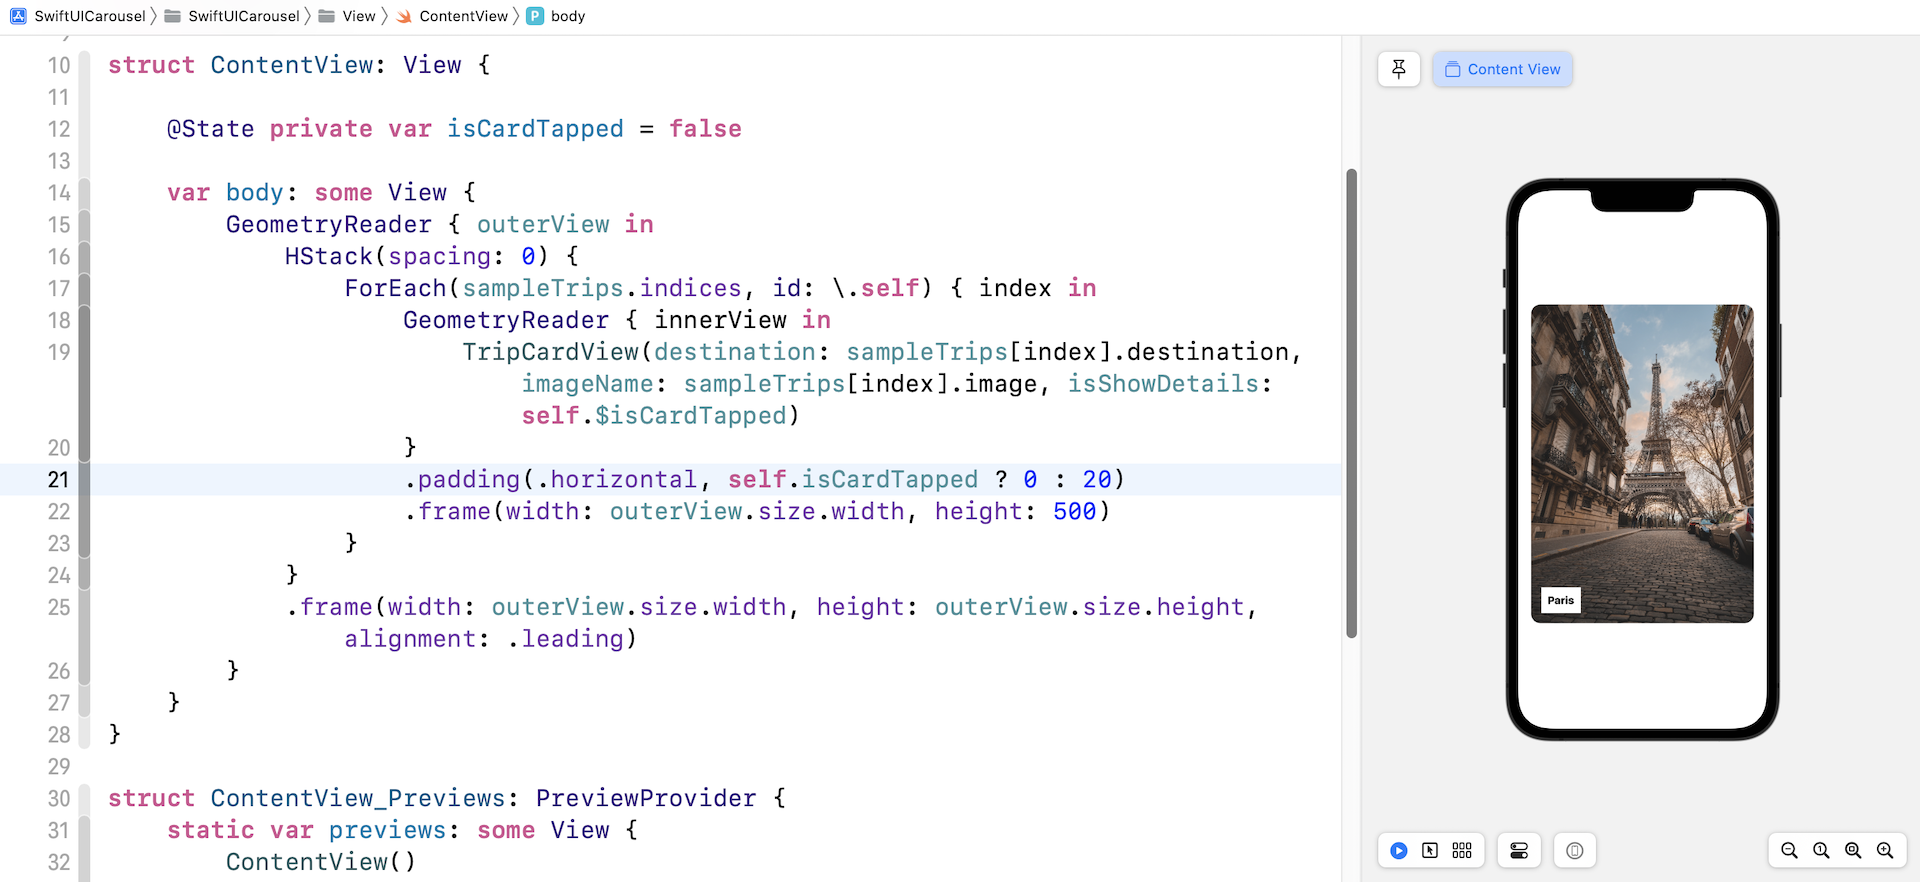 SwiftUICarousel SwiftUICarousel View ContentView P body
10 struct ContentView: View {
11
12 @State private var isCardTapped = false
13
14 var body: some View {
15 GeometryReader { outerView in
16 HStack(spacing: 0) {
17 ForEach(sampleTrips.indices, id: \.self) { index in
18 GeometryReader { innerView in
19 TripCardView(destination: sampleTrips[index].destination,
imageName: sampleTrips[index].image, isShowDetails:
self.$isCardTapped)
20 }
21 .padding(.horizontal, self.isCardTapped ? 0 : 20)
22 .frame(width: outerView.size.width, height: 500)
23 }
24 }
25 .frame(width: outerView.size.width, height: outerView.size.height,
alignment: .leading)
26 }
27 }
28 }
29
30 struct ContentView_Previews: PreviewProvider {
31 static var previews: some View {
32 ContentView()
Content View
Paris